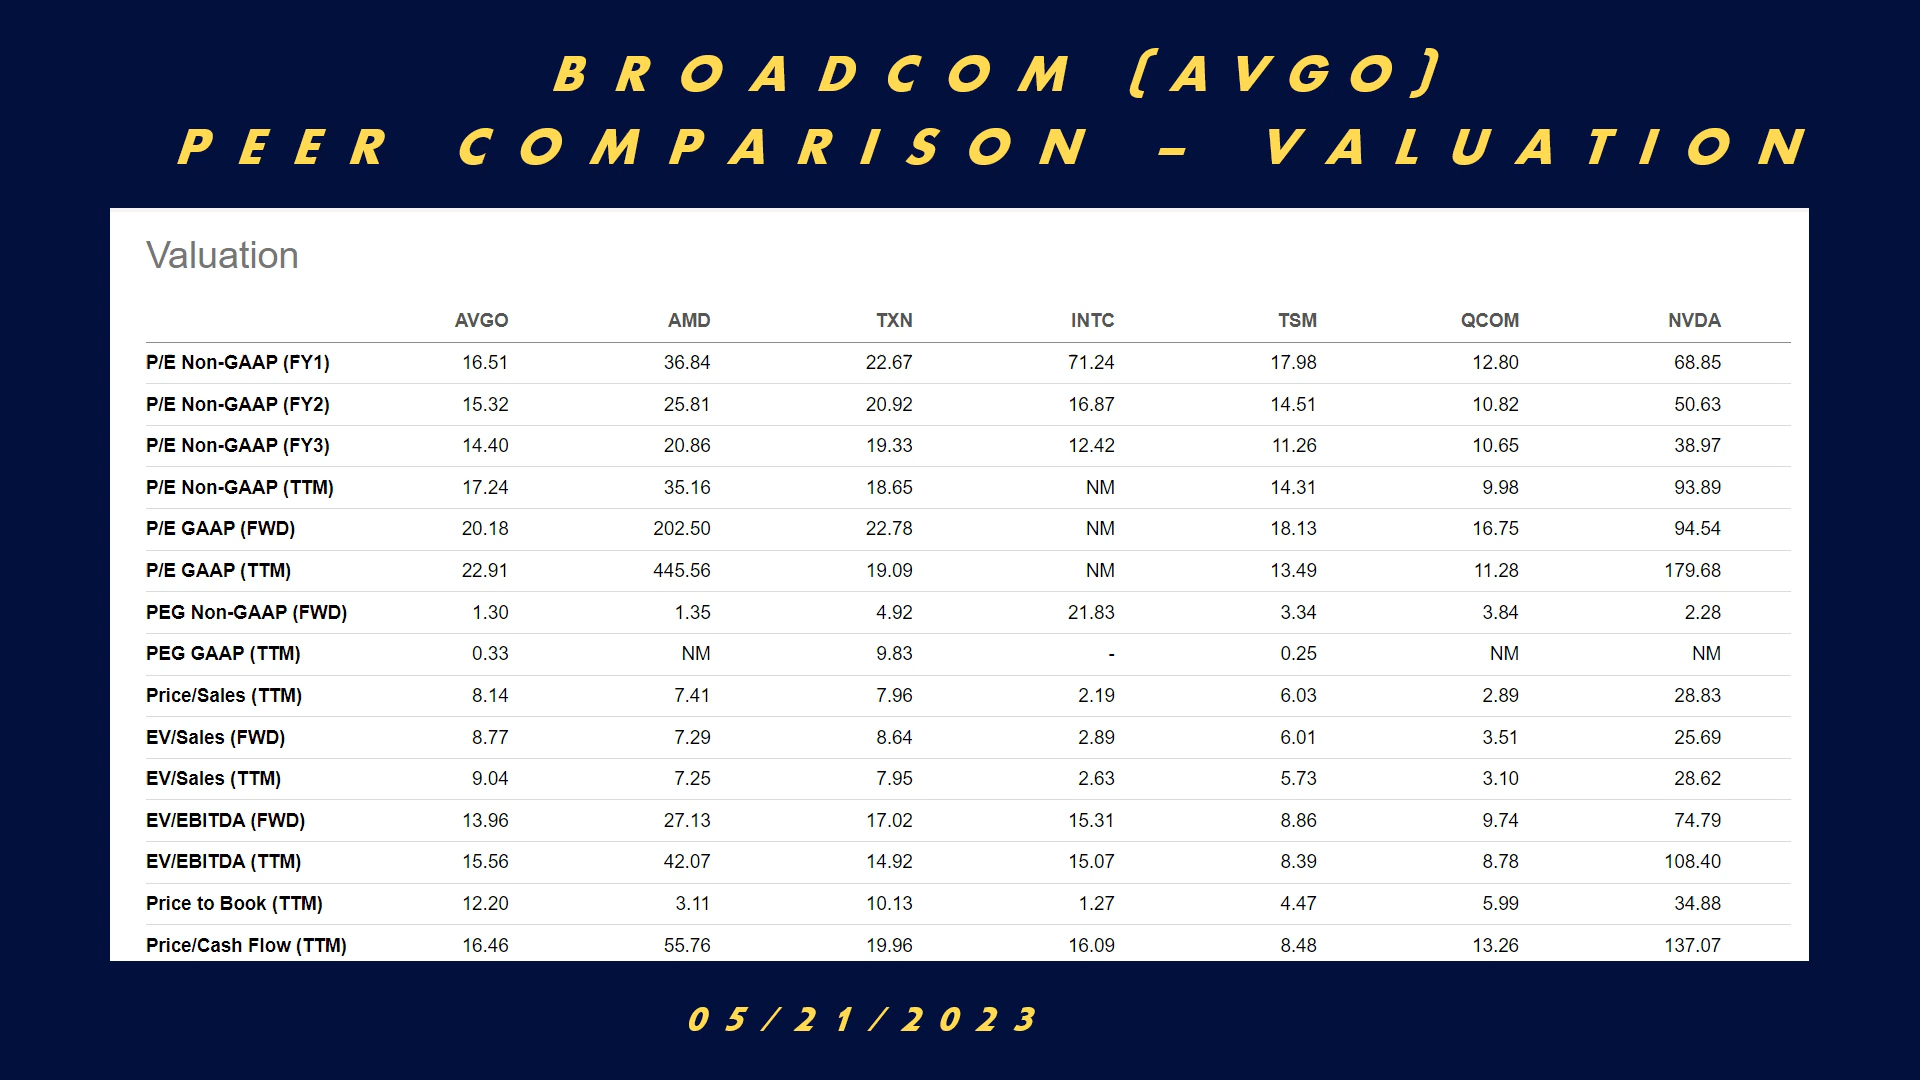 BROADCOM (AVGO)
PEER COMPARISON – VALUATION
Valuation
AVGO AMD TXN INTC TSM QCOM NVDA
P/E Non-GAAP (FY1) 16.51 36.84 22.67 71.24 17.98 12.80 68.85
P/E Non-GAAP (FY2) 15.32 25.81 20.92 16.87 14.51 10.82 50.63
P/E Non-GAAP (FY3) 14.40 20.86 19.33 12.42 11.26 10.65 38.97
P/E Non-GAAP (TTM) 17.24 35.16 18.65 NM 14.31 9.98 93.89
P/E GAAP (FWD) 20.18 202.50 22.78 NM 18.13 16.75 94.54
P/E GAAP (TTM) 22.91 445.56 19.09 NM 13.49 11.28 179.68
PEG Non-GAAP (FWD) 1.30 1.35 4.92 21.83 3.34 3.84 2.28
PEG GAAP (TTM) 0.33 NM 9.83 - 0.25 NM NM
Price/Sales (TTM) 8.14 7.41 7.96 2.19 6.03 2.89 28.83
EV/Sales (FWD) 8.77 7.29 8.64 2.89 6.01 3.51 25.69
EV/Sales (TTM) 9.04 7.25 7.95 2.63 5.73 3.10 28.62
EV/EBITDA (FWD) 13.96 27.13 17.02 15.31 8.86 9.74 74.79
EV/EBITDA (TTM) 15.56 42.07 14.92 15.07 8.39 8.78 108.40
Price to Book (TTM) 12.20 3.11 10.13 1.27 4.47 5.99 34.88
Price/Cash Flow (TTM) 16.46 55.76 19.96 16.09 8.48 13.26 137.07
05/21/2023